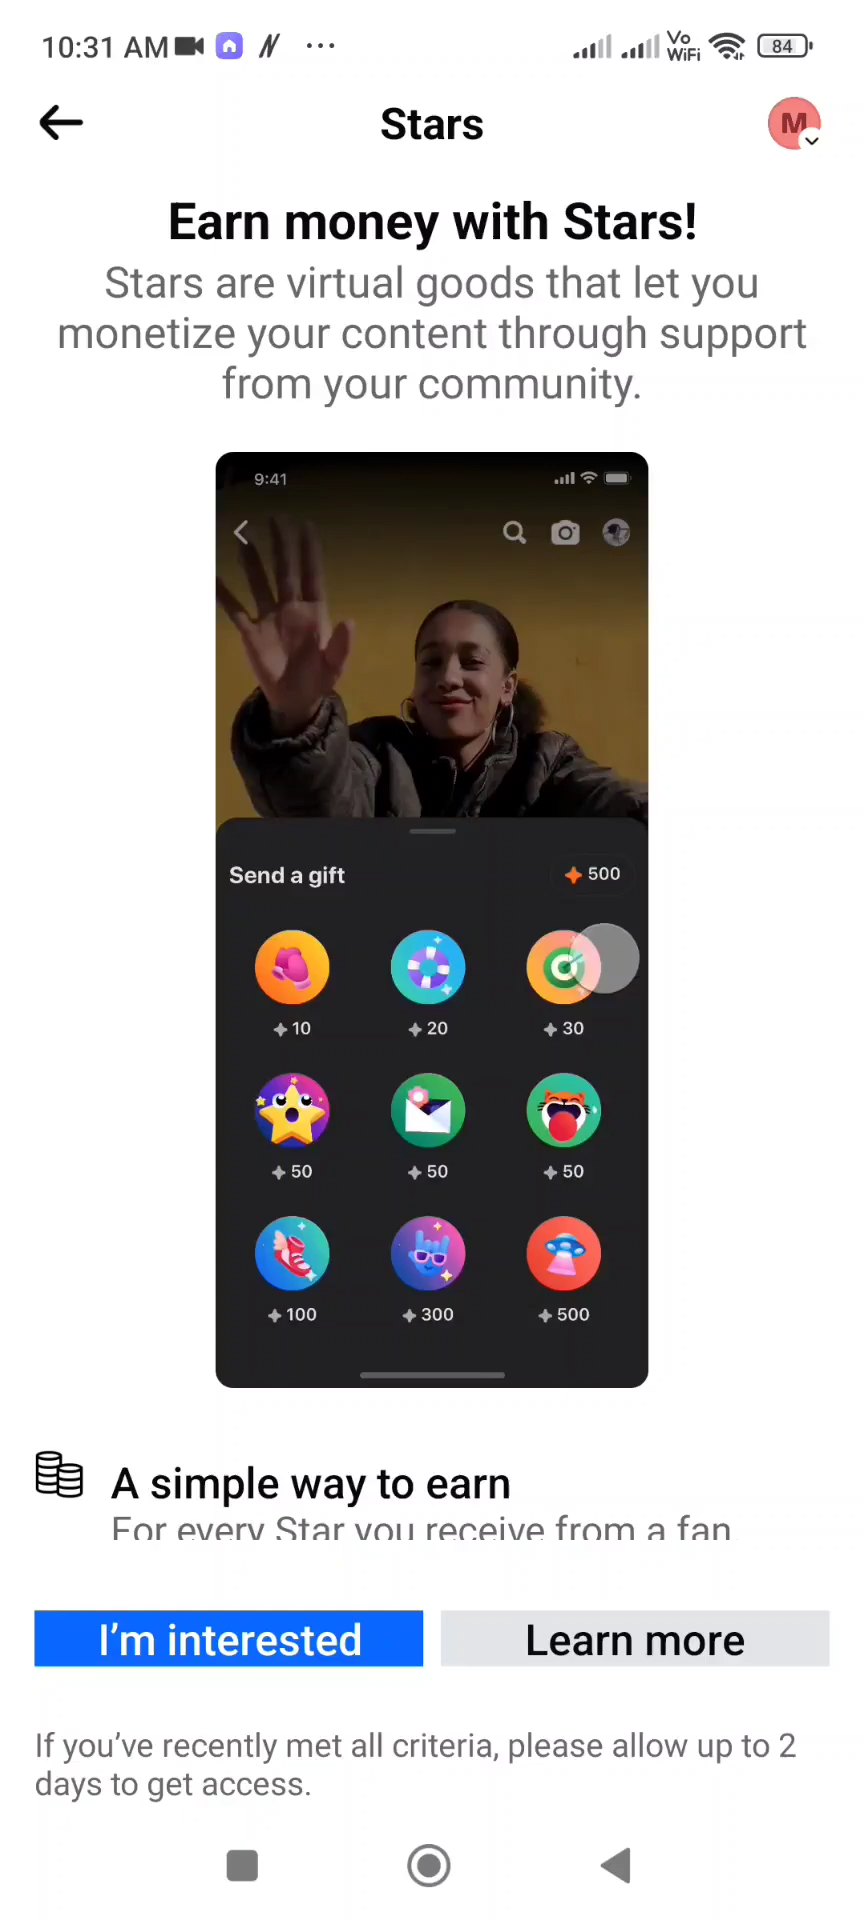 10:31 AM
Vo
WiFi
84
Stars
M
Earn money with Stars!
Stars are virtual goods that let you
monetize your content through support
from your community.
9:41
Send a gift
500
10
20
30
50
50
50
100
300
500
A simple way to earn
For every Star you receive from a fan
I'm interested
Learn more
If you've recently met all criteria, please allow up to 2
days to get access.